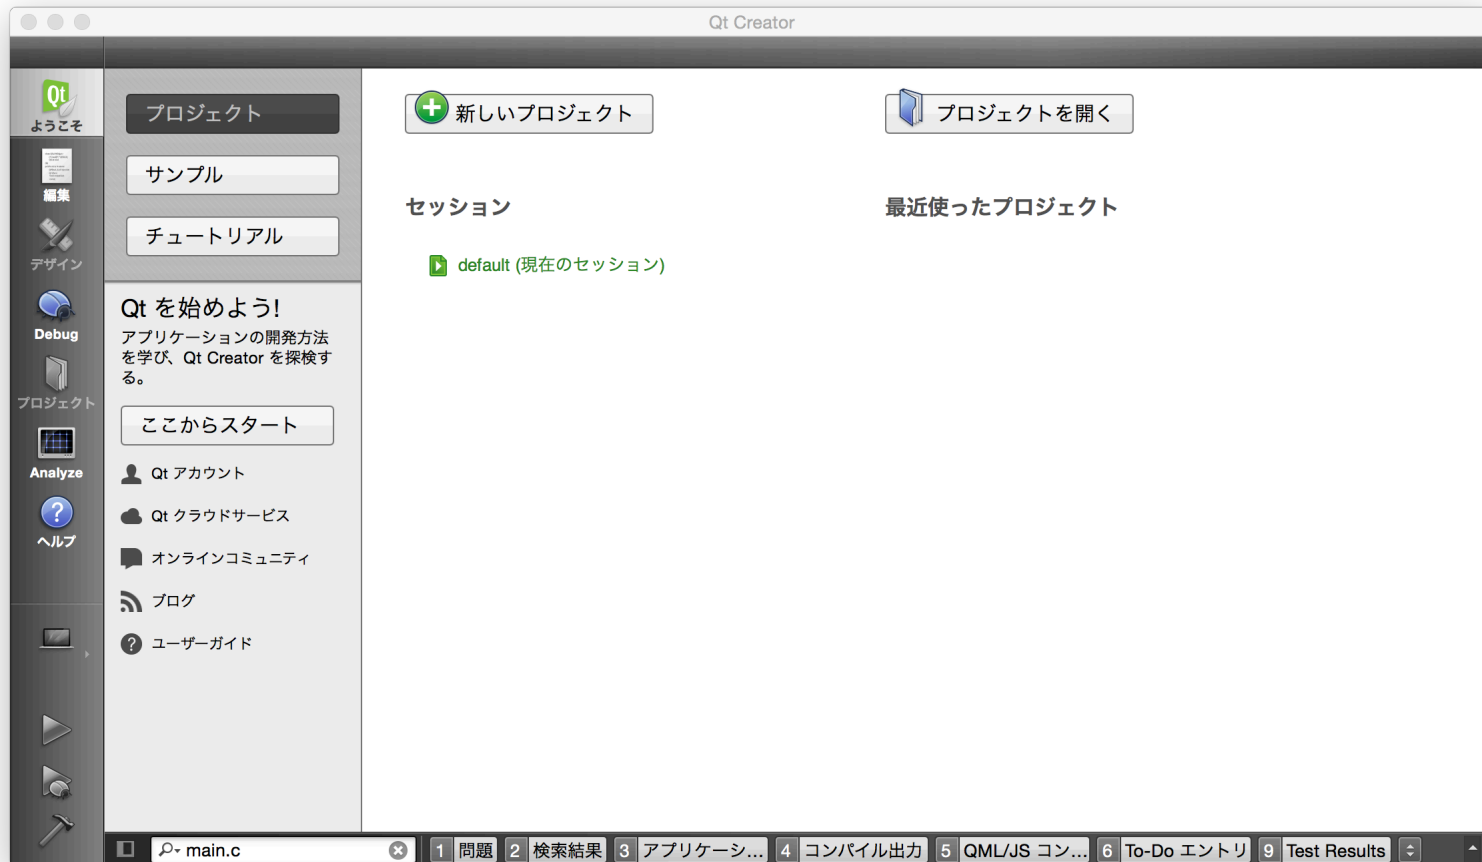 Qt Creator
Qt
ようこそ
編集
デザイン
Debug
プロジェクト
Analyze
ヘルプ
プロジェクト
サンプル
チュートリアル
Qt を始めよう!
アプリケーションの開発方法
を学び、Qt Creator を探検す
る。
ここからスタート
Qt アカウント
Qt クラウドサービス
オンラインコミュニティ
ブログ
ユーザーガイド
新しいプロジェクト
プロジェクトを開く
セッション
最近使ったプロジェクト
default (現在のセッション)
main.c
1 問題 2 検索結果 3 アプリケーシ... 4 コンパイル出力 5 QML/JS コン... 6 To-Do エントリ 9 Test Results